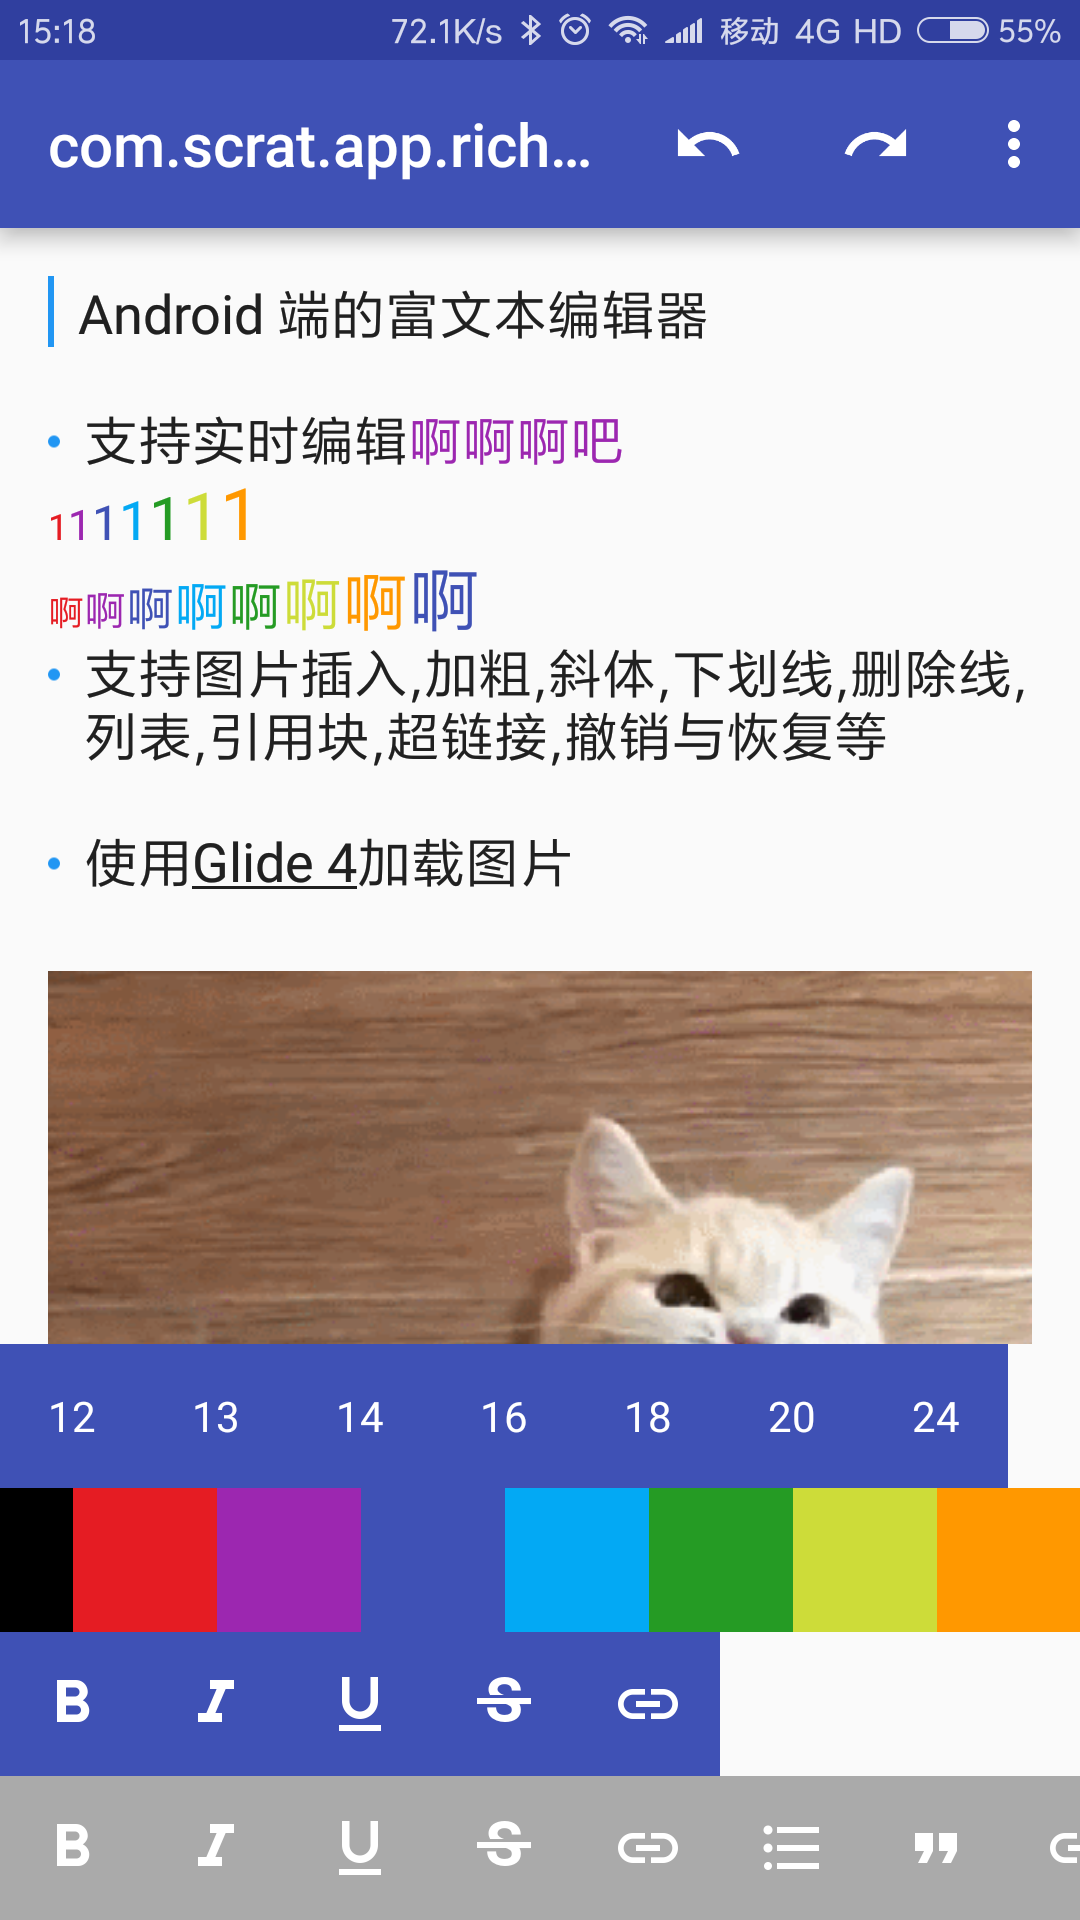 15:18 72.1K/s 移动 4G HD 55%
com.scrat.app.rich...
Android 端的富文本编辑器
支持实时编辑啊啊啊吧
1111111
啊啊啊啊啊啊啊啊
支持图片插入,加粗,斜体,下划线,删除线,
列表,引用块,超链接,撤销与恢复等
使用Glide 4加载图片
12 13 14 16 18 20 24
B I U S
B I U S